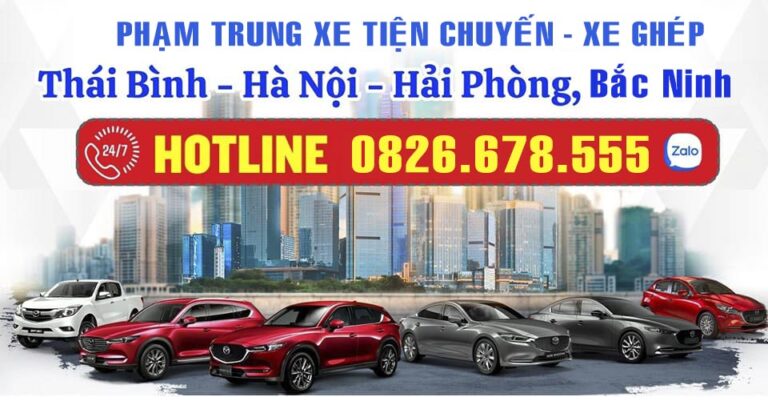 PHẠM TRUNG XE TIỆN CHUYẾN - XE GHÉP
Thái Bình - Hà Nội - Hải Phòng, Bắc Ninh
24/7 HOTLINE 0826.678.555 Zalo